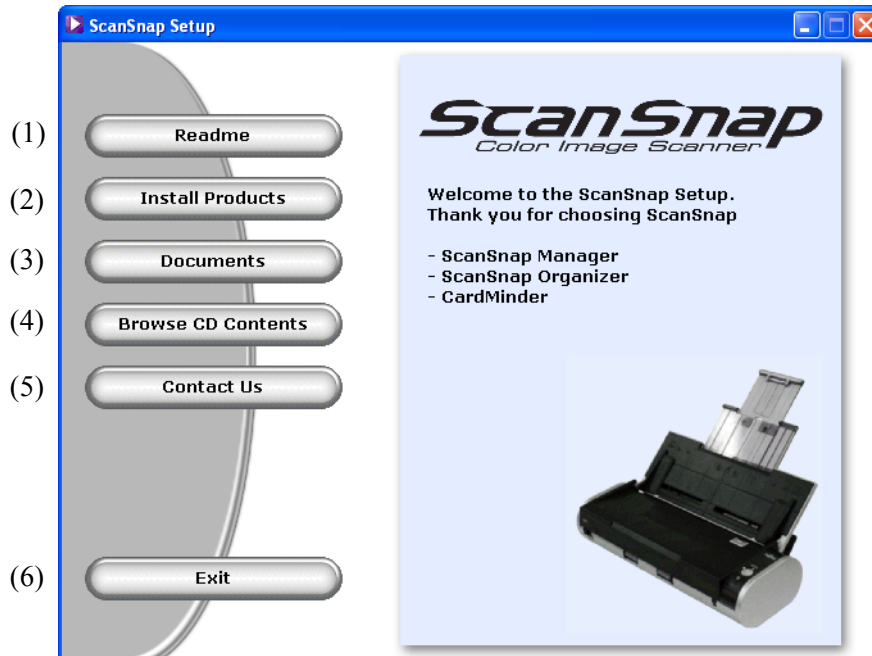 ScanSnap Setup
(1) Readme
(2) Install Products
(3) Documents
(4) Browse CD Contents
(5) Contact Us
(6) Exit
ScanSnap
Color Image Scanner
Welcome to the ScanSnap Setup.
Thank you for choosing ScanSnap
- ScanSnap Manager
- ScanSnap Organizer
- CardMinder